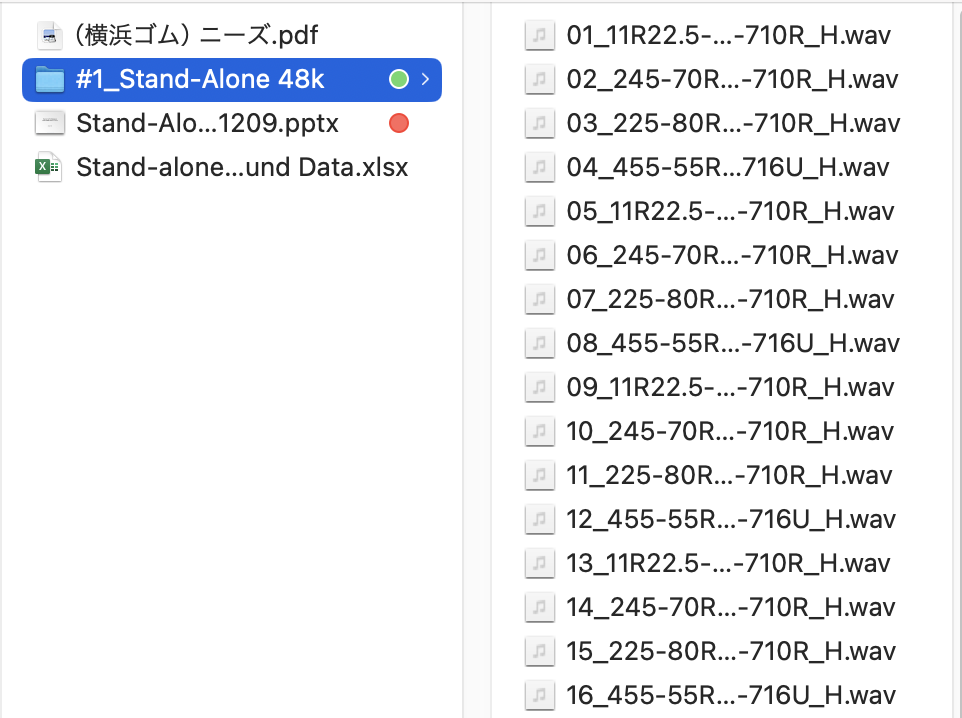 （横浜ゴム）ニーズ.pdf
#1_Stand-Alone 48k
Stand-Alo...1209.pptx
Stand-alone...und Data.xlsx
01_11R22.5-...-710R_H.wav
02_245-70R...-710R_H.wav
03_225-80R...-710R_H.wav
04_455-55R...716U_H.wav
05_11R22.5-...-710R_H.wav
06_245-70R...-710R_H.wav
07_225-80R...-710R_H.wav
08_455-55R...-716U_H.wav
09_11R22.5-...-710R_H.wav
10_245-70R...-710R_H.wav
11_225-80R...-710R_H.wav
12_455-55R...-716U_H.wav
13_11R22.5-...-710R_H.wav
14_245-70R...-710R_H.wav
15_225-80R...-710R_H.wav
16_455-55R...-716U_H.wav